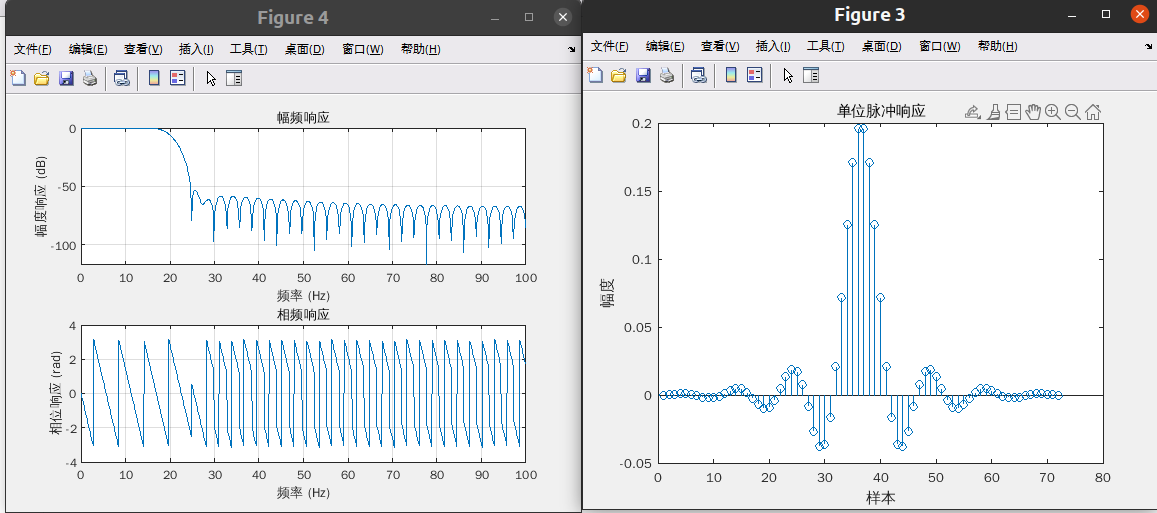 Figure 4
文件(F) 编辑(E) 查看(V) 插入(I) 工具(T) 桌面(D) 窗口(W) 帮助(H)
幅频响应
幅度响应 (dB)
0
-50
-100
0 10 20 30 40 50 60 70 80 90 100
频率 (Hz)
相频响应
相位响应 (rad)
4
2
0
-2
-4
0 10 20 30 40 50 60 70 80 90 100
频率 (Hz)
Figure 3
文件(F) 编辑(E) 查看(V) 插入(I) 工具(T) 桌面(D) 窗口(W) 帮助(H)
单位脉冲响应
幅度
0.2
0.15
0.1
0.05
0
-0.05
0 10 20 30 40 50 60 70 80
样本